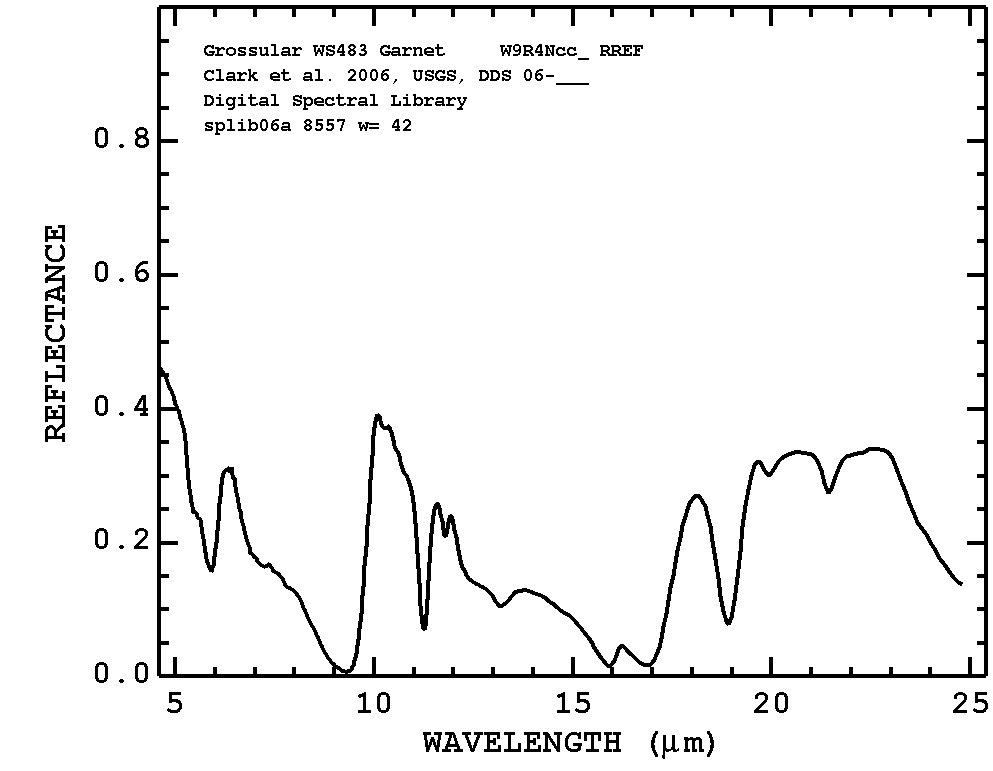 Grossular WS483 Garnet W9R4Ncc_ RREF
Clark et al. 2006, USGS, DDS 06-___
Digital Spectral Library
splib06a 8557 w= 42
0.8
0.6
0.4
0.2
0.0
REFLECTANCE
5 10 15 20 25
WAVELENGTH (μm)